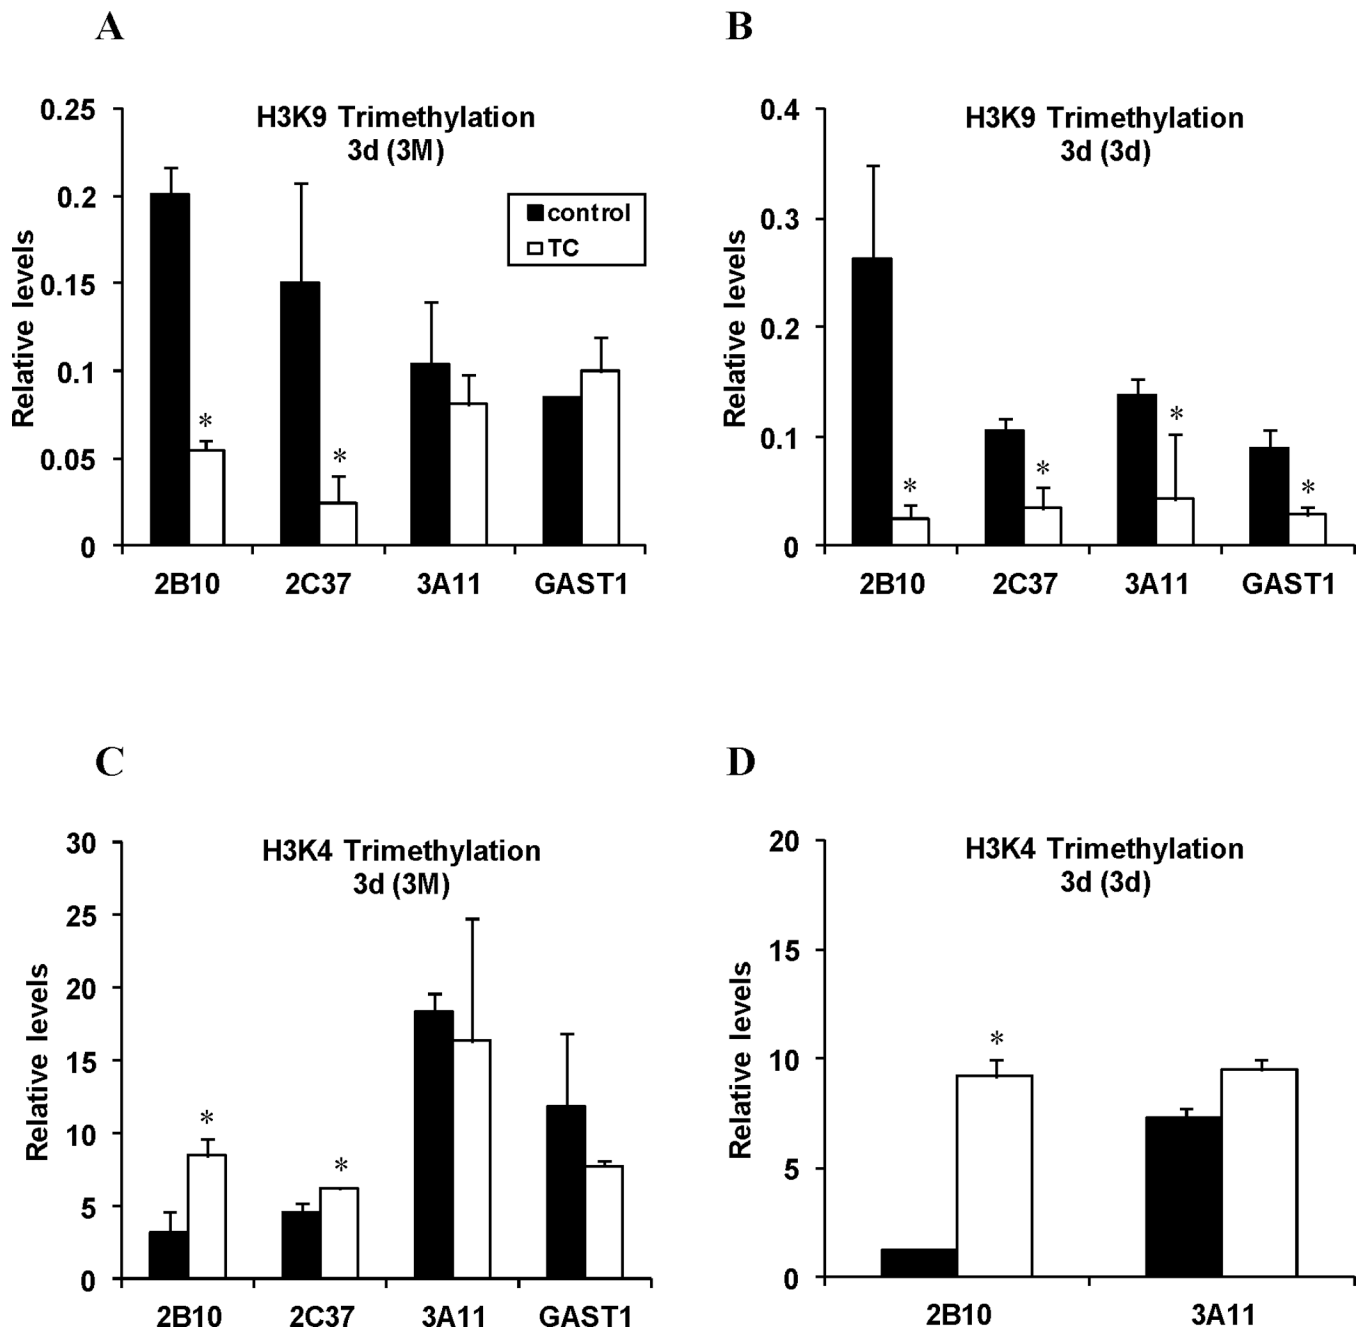 A
H3K9 Trimethylation
3d (3M)
Relative levels
0.25
0.2
0.15
0.1
0.05
0
control
TC
*
*
2B10 2C37 3A11 GAST1
B
H3K9 Trimethylation
3d (3d)
Relative levels
0.4
0.3
0.2
0.1
0
*
*
*
*
2B10 2C37 3A11 GAST1
C
H3K4 Trimethylation
3d (3M)
Relative levels
30
25
20
15
10
5
0
*
*
2B10 2C37 3A11 GAST1
D
H3K4 Trimethylation
3d (3d)
Relative levels
20
15
10
5
0
*
2B10 3A11